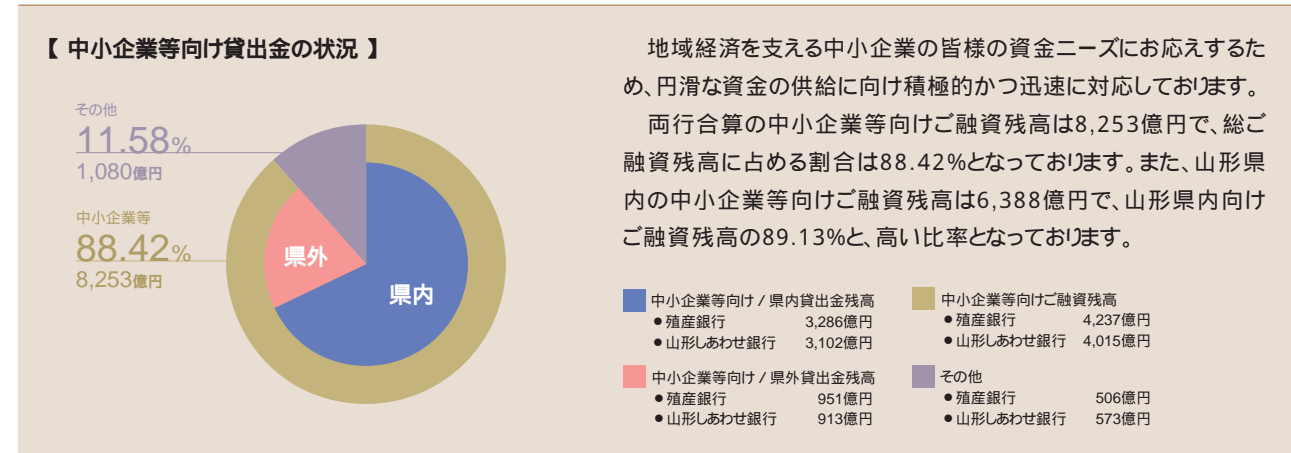 【 中小企業等向け貸出金の状況 】
その他
11.58%
1,080億円
中小企業等
88.42%
8,253億円
県外
県内
地域経済を支える中小企業の皆様の資金ニーズにお応えするた
め、円滑な資金の供給に向け積極的かつ迅速に対応しております。
両行合算の中小企業等向けご融資残高は8,253億円で、総ご
融資残高に占める割合は88.42%となっております。また、山形県
内の中小企業等向けご融資残高は6,388億円で、山形県内向け
ご融資残高の89.13%と、高い比率となっております。
中小企業等向け / 県内貸出金残高
●殖産銀行 3,286億円
●山形しあわせ銀行 3,102億円
中小企業等向け / 県外貸出金残高
●殖産銀行 951億円
●山形しあわせ銀行 913億円
中小企業等向けご融資残高
●殖産銀行 4,237億円
●山形しあわせ銀行 4,015億円
その他
●殖産銀行 506億円
●山形しあわせ銀行 573億円